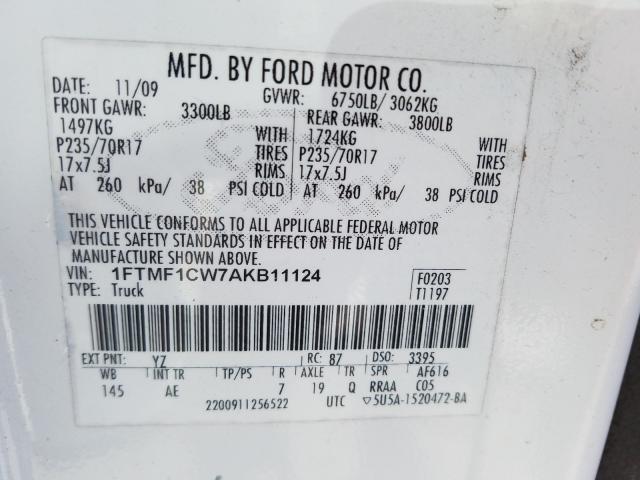 MFD. BY FORD MOTOR CO.
DATE: 11/09 GVWR: 6750LB/ 3062KG
FRONT GAWR: 3300LB REAR GAWR: 3800LB
1497KG WITH 1724KG WITH
P235/70R17 TIRES P235/70R17 TIRES
17x7.5J RIMS 17x7.5J RIMS
AT 260 kPa/ 38 PSI COLD AT 260 kPa/ 38 PSI COLD
THIS VEHICLE CONFORMS TO ALL APPLICABLE FEDERAL MOTOR
VEHICLE SAFETY STANDARDS IN EFFECT ON THE DATE OF
MANUFACTURE SHOWN ABOVE.
VIN: 1FTMF1CW7AKB11124 F0203
TYPE: Truck T1197
EXT PNT: YZ RC: 87 DSO: 3395
WB INT TR TP/PS R AXLE TR SPR AF616
145 AE 7 19 Q RRAA C05
2200911256522 UTC ▽5U5A-1520472-BA